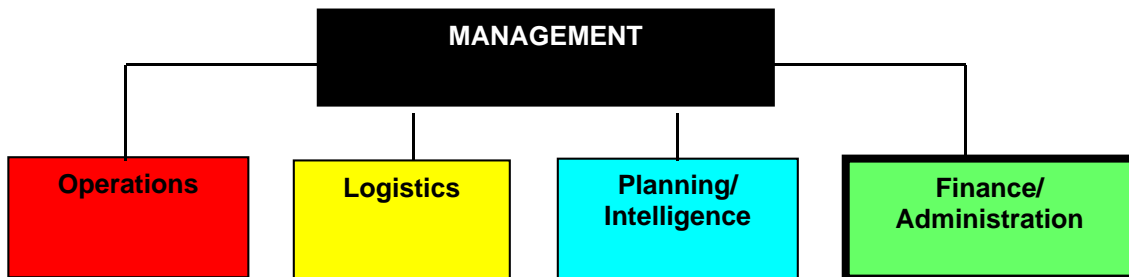 MANAGEMENT
Operations
Logistics
Planning/
Intelligence
Finance/
Administration